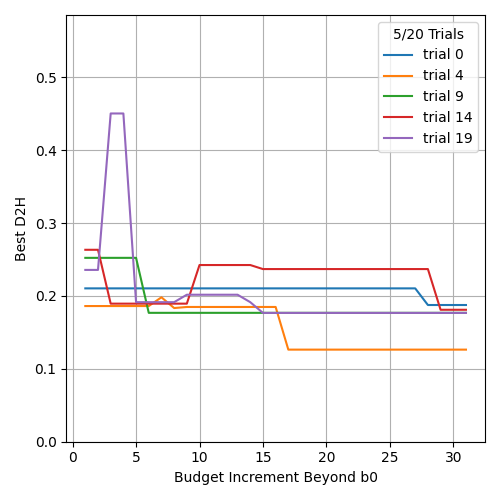 5/20 Trials
trial 0
trial 4
trial 9
trial 14
trial 19
Best D2H
0.5
0.4
0.3
0.2
0.1
0.0
0 5 10 15 20 25 30
Budget Increment Beyond b0